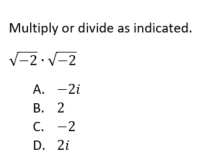 Multiply or divide as indicated.
√−2 · √−2
A. −2i
B. 2
C. −2
D. 2i